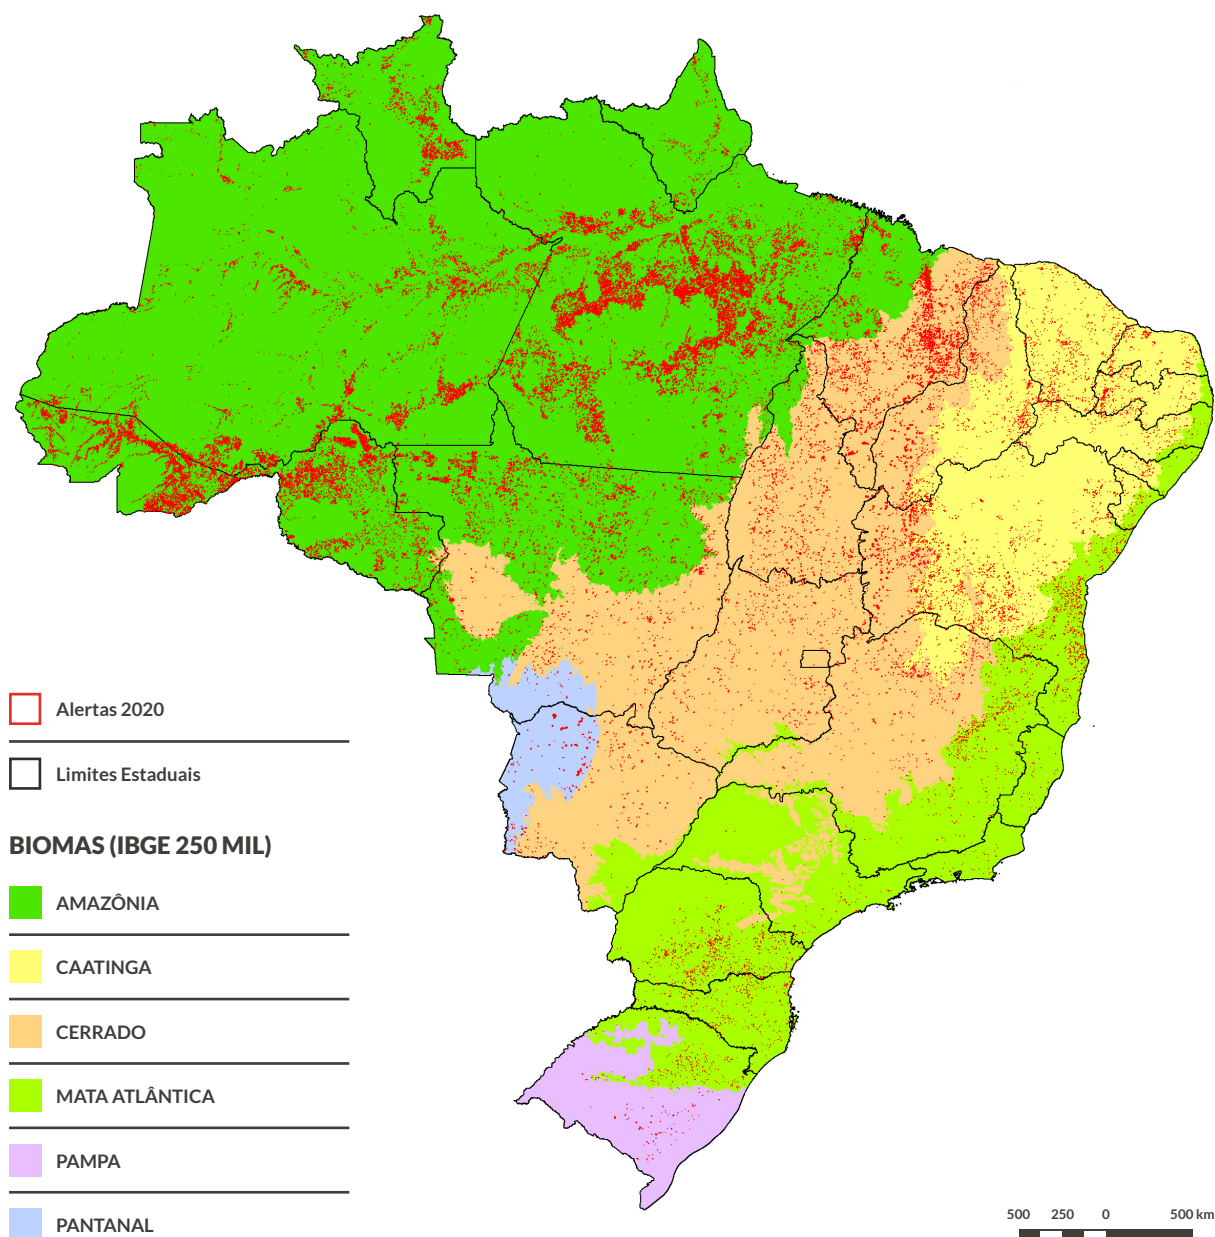 Alertas 2020
Limites Estaduais
BIOMAS (IBGE 250 MIL)
AMAZÔNIA
CAATINGA
CERRADO
MATA ATLÂNTICA
PAMPA
PANTANAL
500 250 0 500 km